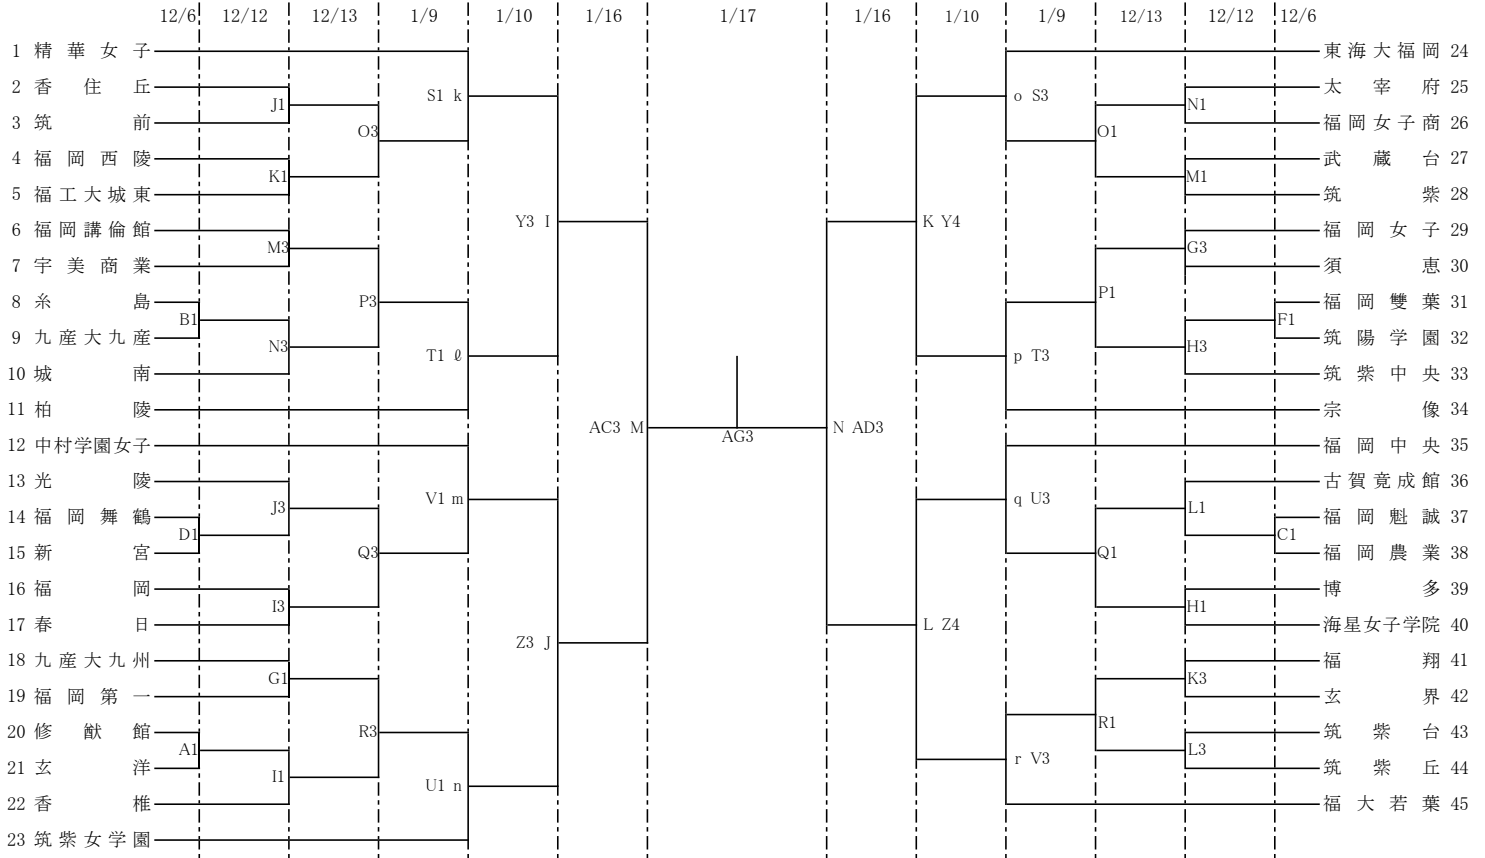 12/6 12/12 12/13 1/9 1/10 1/16 1/17 1/16 1/10 1/9 12/13 12/12 12/6
1 精華女子
2 香住丘
3 筑前
4 福岡西陵
5 福工大城東
6 福岡講倫館
7 宇美商業
8 糸島
9 九産大九産
10 城南
11 柏陵
12 中村学園女子
13 光陵
14 福岡舞鶴
15 新宮
16 福岡
17 春日
18 九産大九州
19 福岡第一
20 修猷館
21 玄洋
22 香椎
23 筑紫女学園
B1
D1
A1
J1
K1
M3
N3
J3
I3
G1
I1
O3
P3
Q3
R3
S1 k
T1 ℓ
V1 m
U1 n
Y3 I
Z3 J
AC3 M
AG3
N AD3
K Y4
L Z4
o S3
p T3
q U3
r V3
O1
P1
Q1
R1
N1
M1
G3
H3
L1
H1
K3
L3
F1
C1
東海大福岡 24
太宰府 25
福岡女子商 26
武蔵台 27
筑紫 28
福岡女子 29
須恵 30
福岡雙葉 31
筑陽学園 32
筑紫中央 33
宗像 34
福岡中央 35
古賀竟成館 36
福岡魁誠 37
福岡農業 38
博多 39
海星女子学院 40
福翔 41
玄界 42
筑紫台 43
筑紫丘 44
福大若葉 45